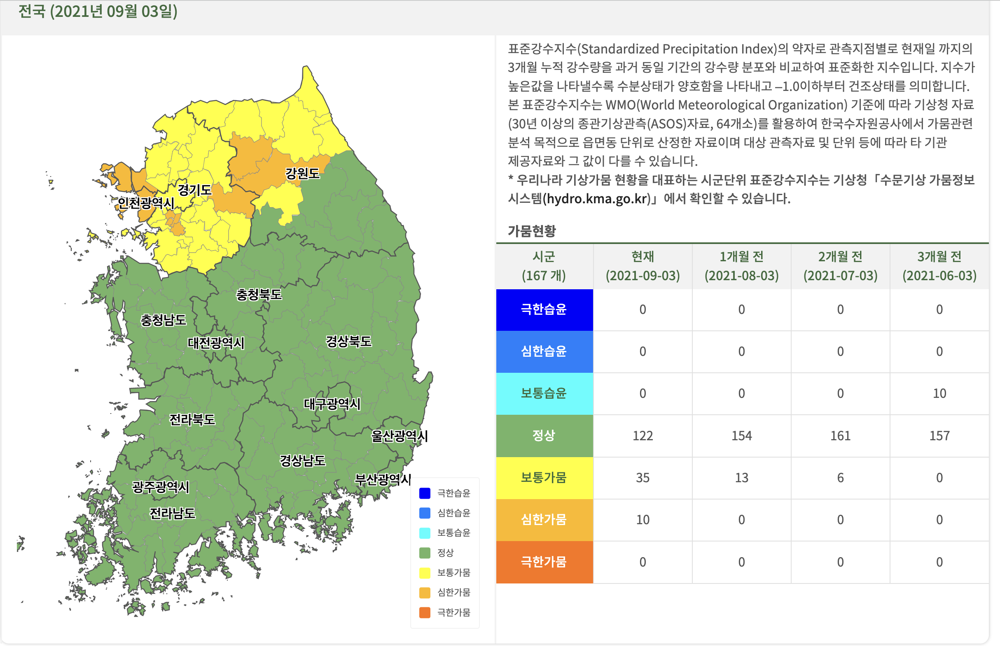 전국 (2021년 09월 03일)
표준강수지수(Standardized Precipitation Index)의 약자로 관측지점별로 현재일 까지의
3개월 누적 강수량을 과거 동일 기간의 강수량 분포와 비교하여 표준화한 지수입니다. 지수가
높은값을 나타낼수록 수분상태가 양호함을 나타내고 –1.0이하부터 건조상태를 의미합니다.
본 표준강수지수는 WMO(World Meteorological Organization) 기준에 따라 기상청 자료
(30년 이상의 종관기상관측(ASOS)자료, 64개소)를 활용하여 한국수자원공사에서 가뭄관련
분석 목적으로 읍면동 단위로 산정한 자료이며 대상 관측자료 및 단위 등에 따라 타 기관
제공자료와 그 값이 다를 수 있습니다.
* 우리나라 기상가뭄 현황을 대표하는 시군단위 표준강수지수는 기상청「수문기상 가뭄정보
시스템(hydro.kma.go.kr)」에서 확인할 수 있습니다.
강원도
경기도
인천광역시
충청북도
충청남도
대전광역시
경상북도
대구광역시
전라북도
울산광역시
경상남도
부산광역시
광주광역시
전라남도
극한습윤
심한습윤
보통습윤
정상
보통가뭄
심한가뭄
극한가뭄
가뭄현황
시군 현재 1개월 전 2개월 전 3개월 전
(167 개) (2021-09-03) (2021-08-03) (2021-07-03) (2021-06-03)
극한습윤 0 0 0 0
심한습윤 0 0 0 0
보통습윤 0 0 0 10
정상 122 154 161 157
보통가뭄 35 13 6 0
심한가뭄 10 0 0 0
극한가뭄 0 0 0 0